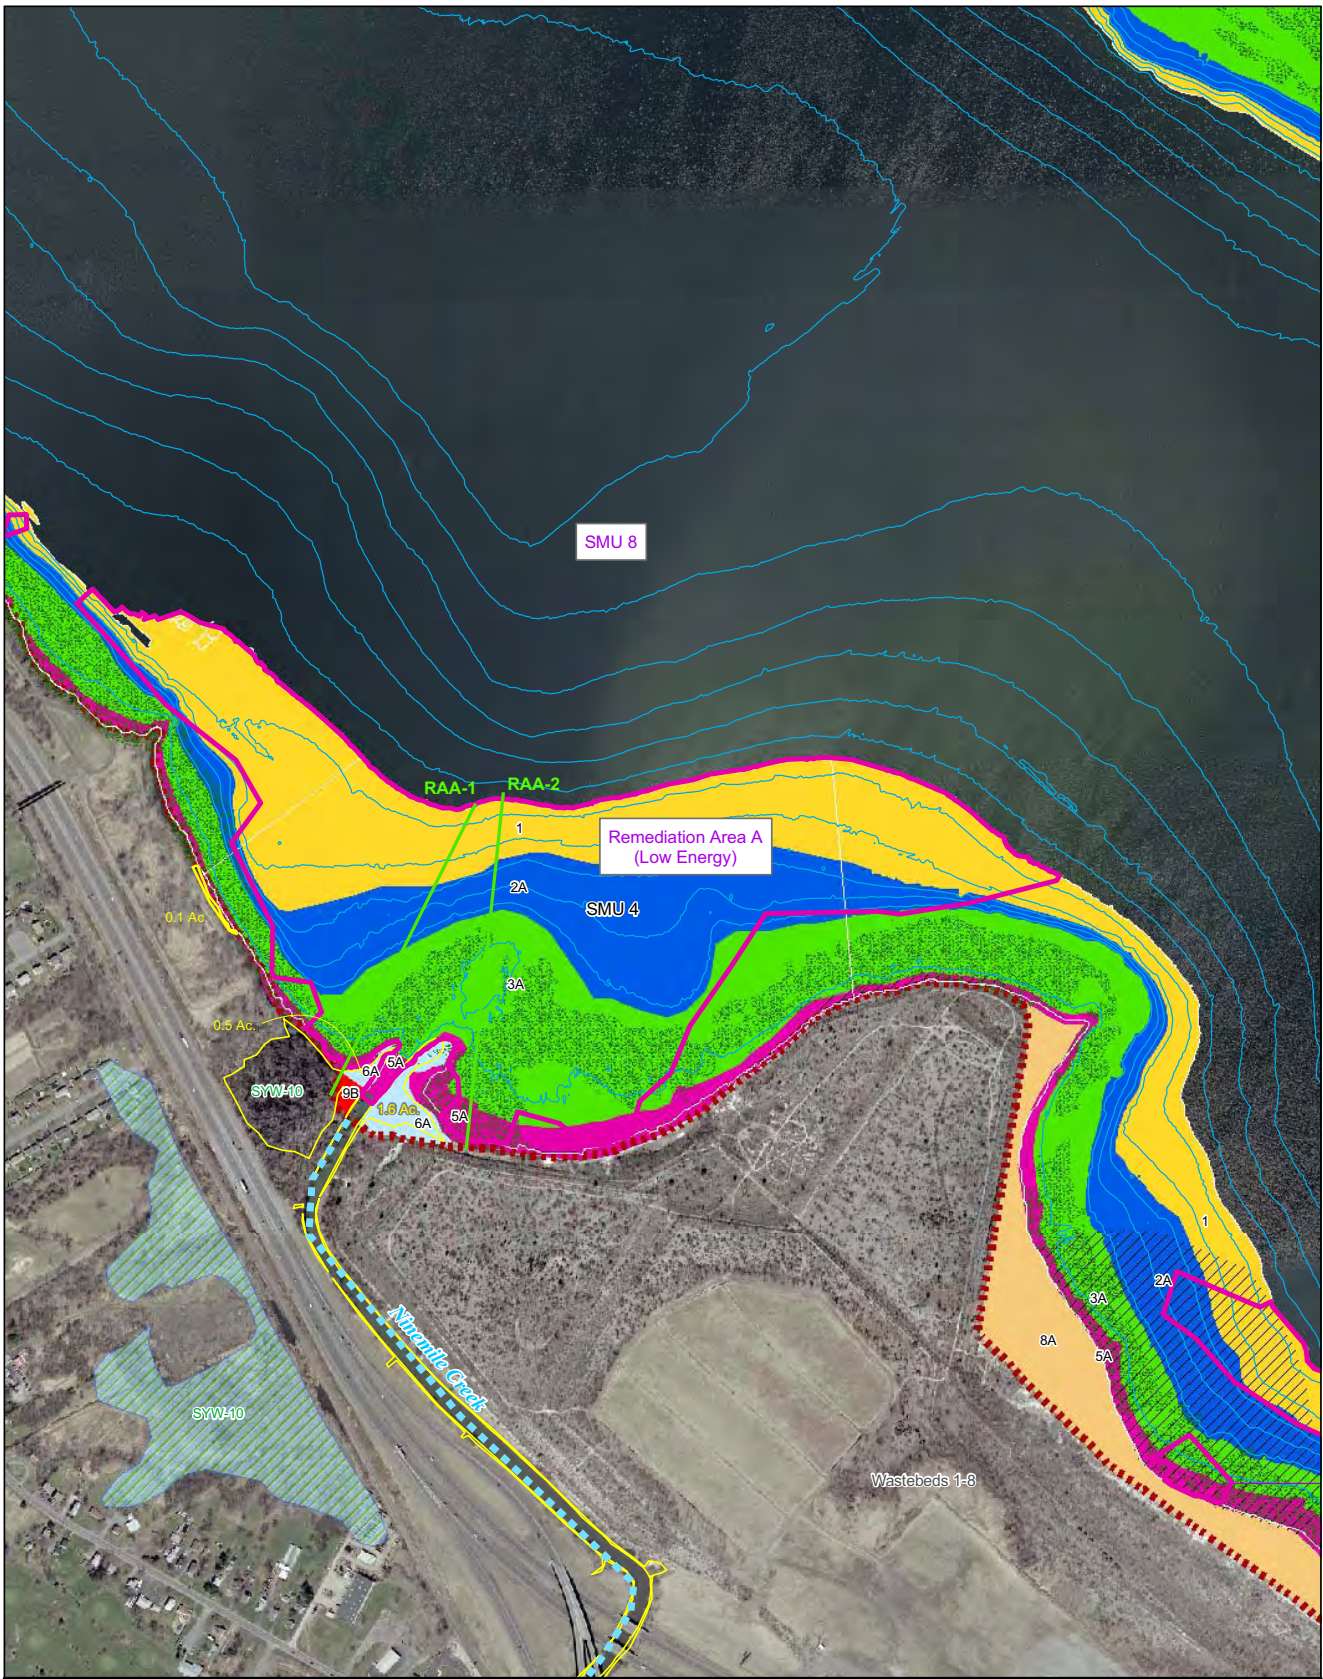 SMU 8
RAA-1
RAA-2
1
Remediation Area A
(Low Energy)
2A
SMU 4
0.1 Ac.
3A
0.5 Ac.
5A
6A
SYW-10
9B
1.6 Ac.
5A
6A
1
2A
3A
Ninemile Creek
8A
5A
SYW-10
Wastebeds 1-8